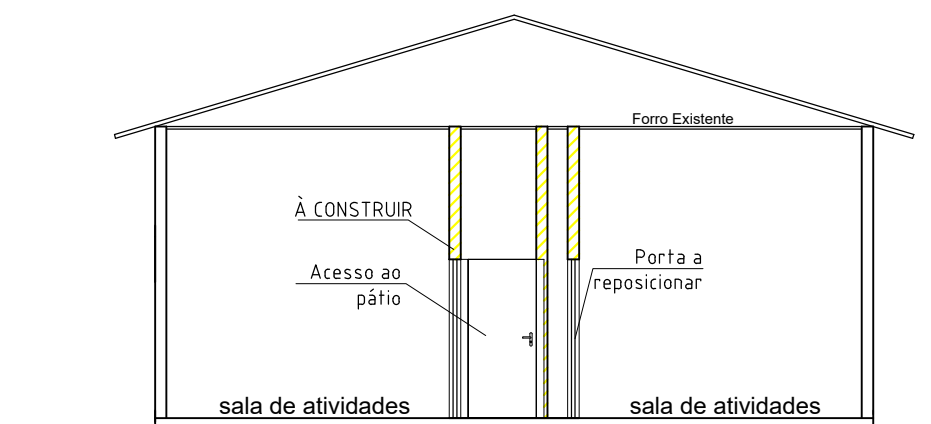 Forro Existente
À CONSTRUIR
Acesso ao
pátio
Porta a
reposicionar
sala de atividades
sala de atividades